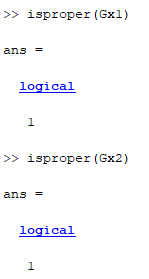 >> isproper(Gx1)
ans =
logical
1
>> isproper(Gx2)
ans =
logical
1